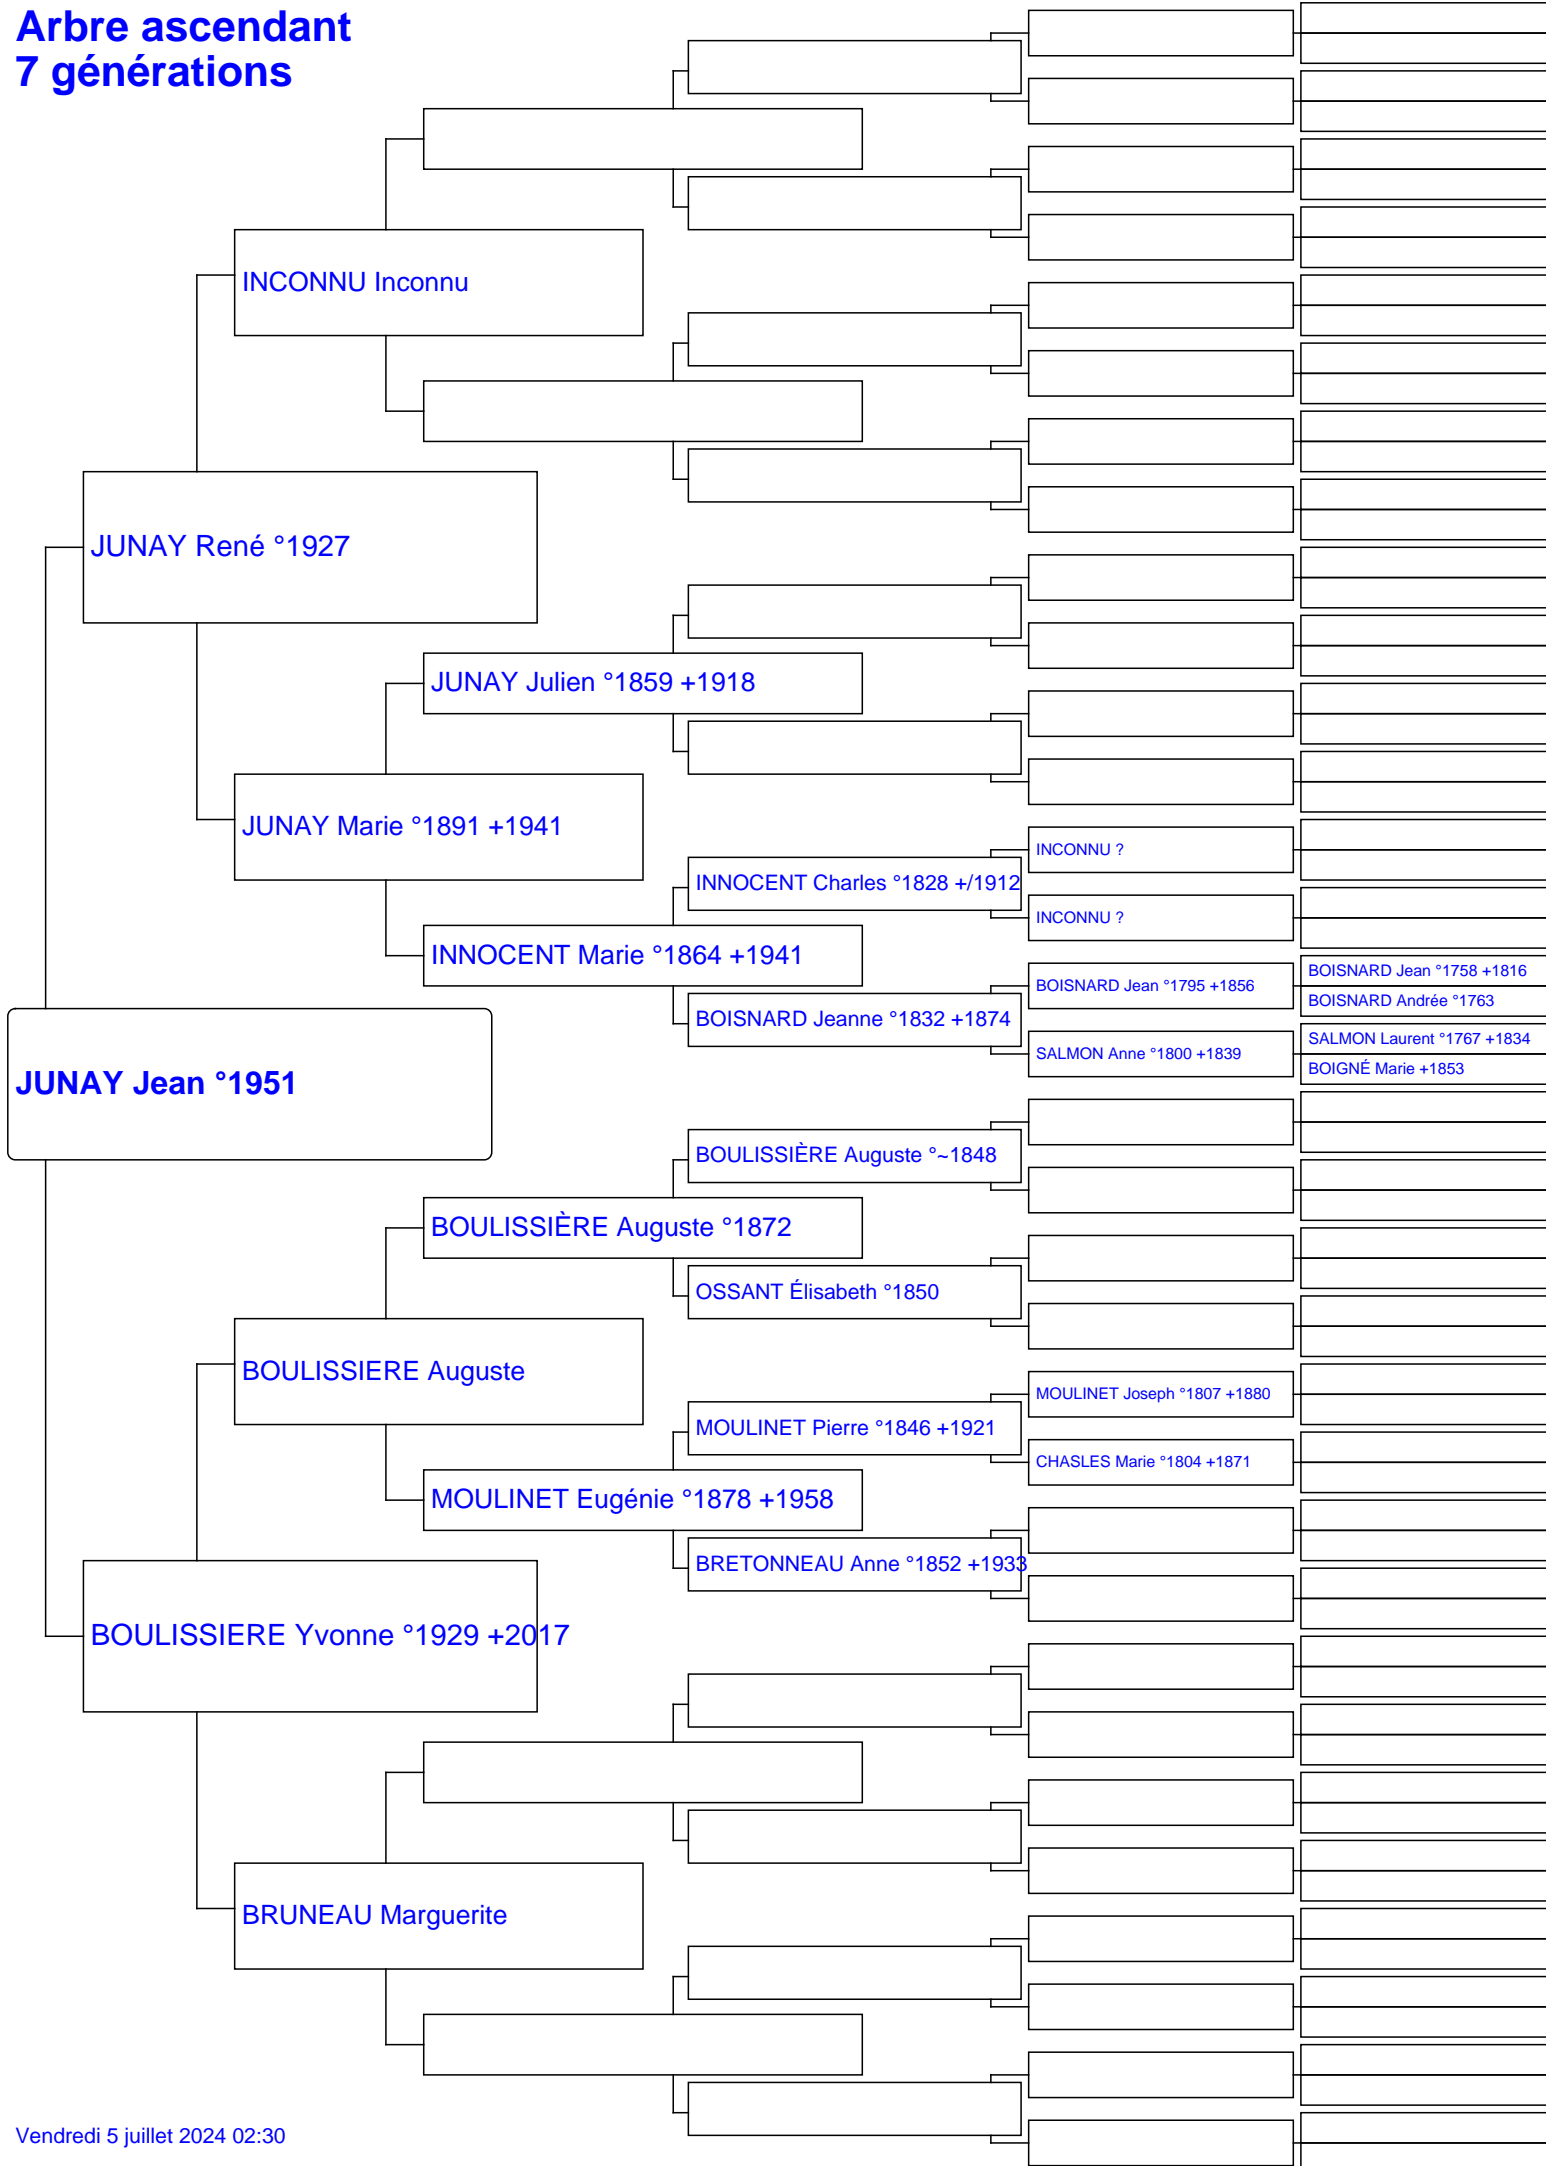 Arbre ascendant
7 générations
INCONNU Inconnu
JUNAY René °1927
JUNAY Julien °1859 +1918
JUNAY Marie °1891 +1941
INCONNU ?
INNOCENT Charles °1828 +/1912
INCONNU ?
INNOCENT Marie °1864 +1941
BOISNARD Jean °1758 +1816
BOISNARD Jean °1795 +1856
BOISNARD Andrée °1763
BOISNARD Jeanne °1832 +1874
SALMON Laurent °1767 +1834
SALMON Anne °1800 +1839
BOIGNÉ Marie +1853
JUNAY Jean °1951
BOULISSIÈRE Auguste °~1848
BOULISSIÈRE Auguste °1872
OSSANT Élisabeth °1850
BOULISSIERE Auguste
MOULINET Joseph °1807 +1880
MOULINET Pierre °1846 +1921
CHASLES Marie °1804 +1871
MOULINET Eugénie °1878 +1958
BRETONNEAU Anne °1852 +1933
BOULISSIERE Yvonne °1929 +2017
BRUNEAU Marguerite
Vendredi 5 juillet 2024 02:30